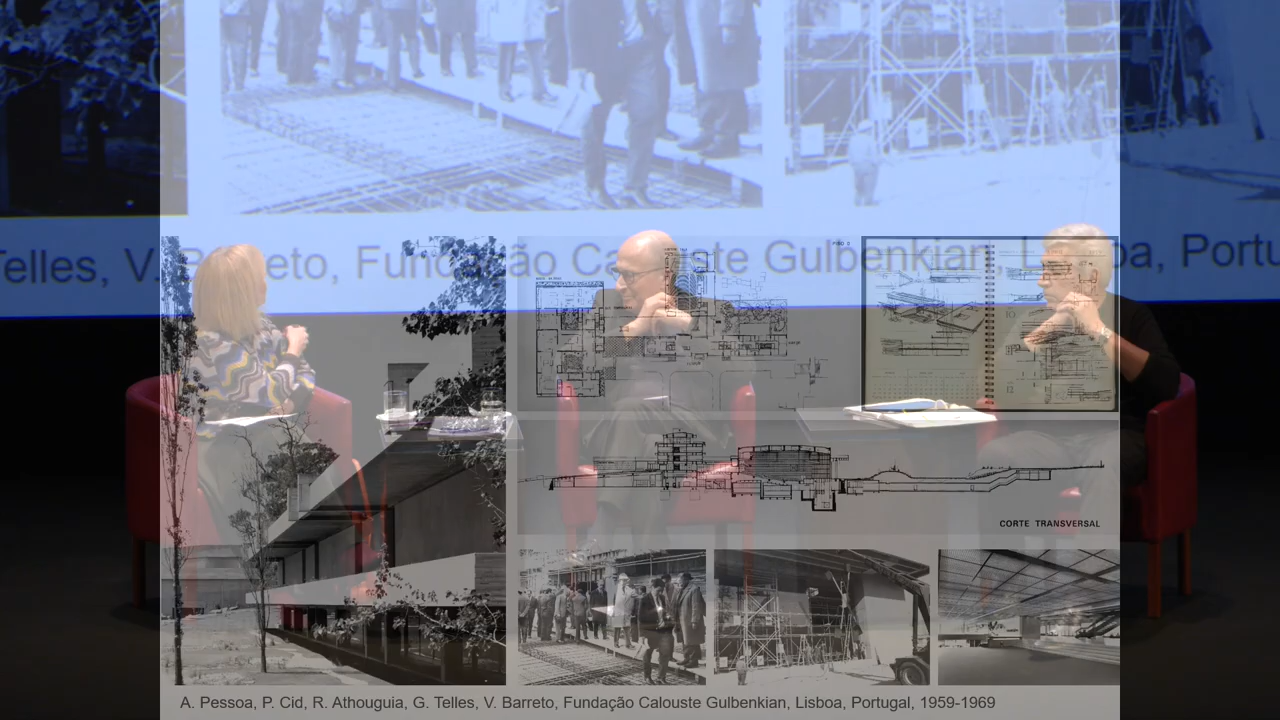 Telles, V. Barreto, Fundação Calouste Gulbenkian, Lisboa, Portu
CORTE TRANSVERSAL
A. Pessoa, P. Cid, R. Athouguia, G. Telles, V. Barreto, Fundação Calouste Gulbenkian, Lisboa, Portugal, 1959-1969